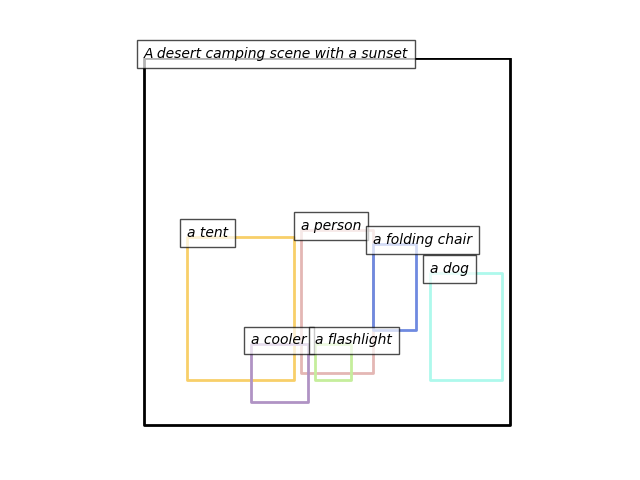 A desert camping scene with a sunset
a person
a tent
a folding chair
a dog
a cooler
a flashlight